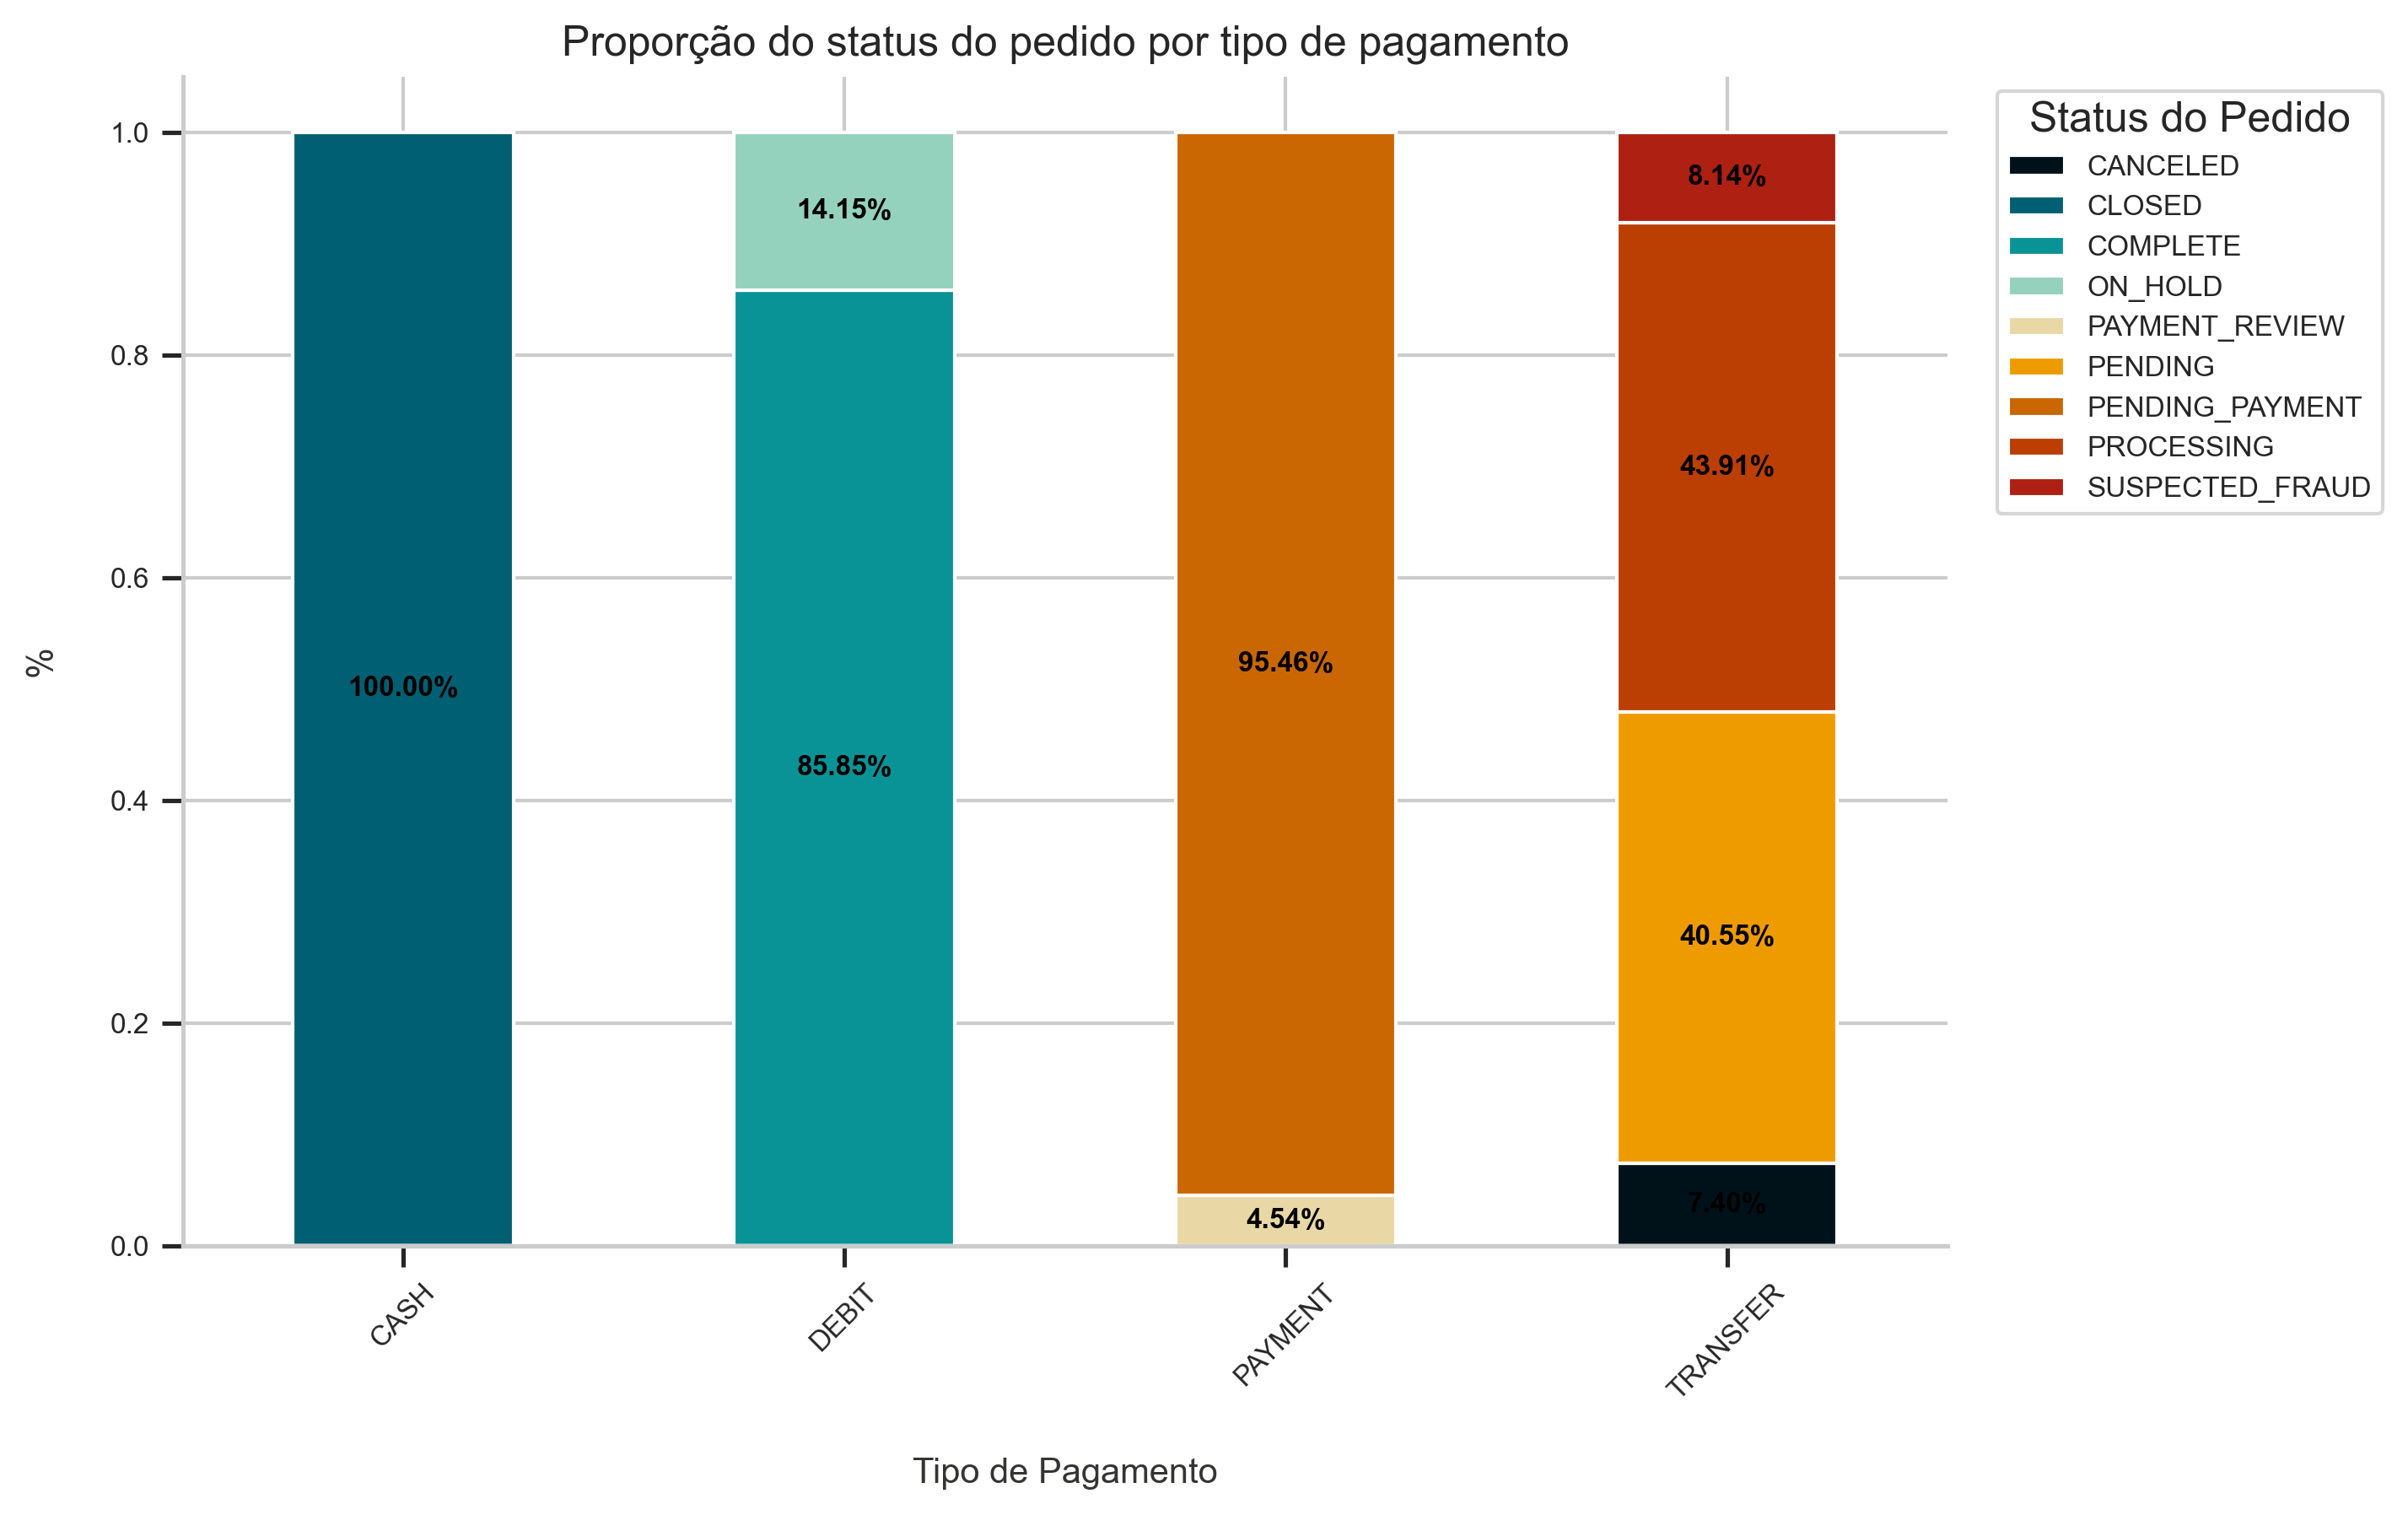 Proporção do status do pedido por tipo de pagamento
Status do Pedido
CANCELED
CLOSED
COMPLETE
ON_HOLD
PAYMENT_REVIEW
PENDING
PENDING_PAYMENT
PROCESSING
SUSPECTED_FRAUD
%
1.0
0.8
0.6
0.4
0.2
0.0
100.00%
14.15%
85.85%
95.46%
4.54%
8.14%
43.91%
40.55%
7.40%
CASH
DEBIT
PAYMENT
TRANSFER
Tipo de Pagamento